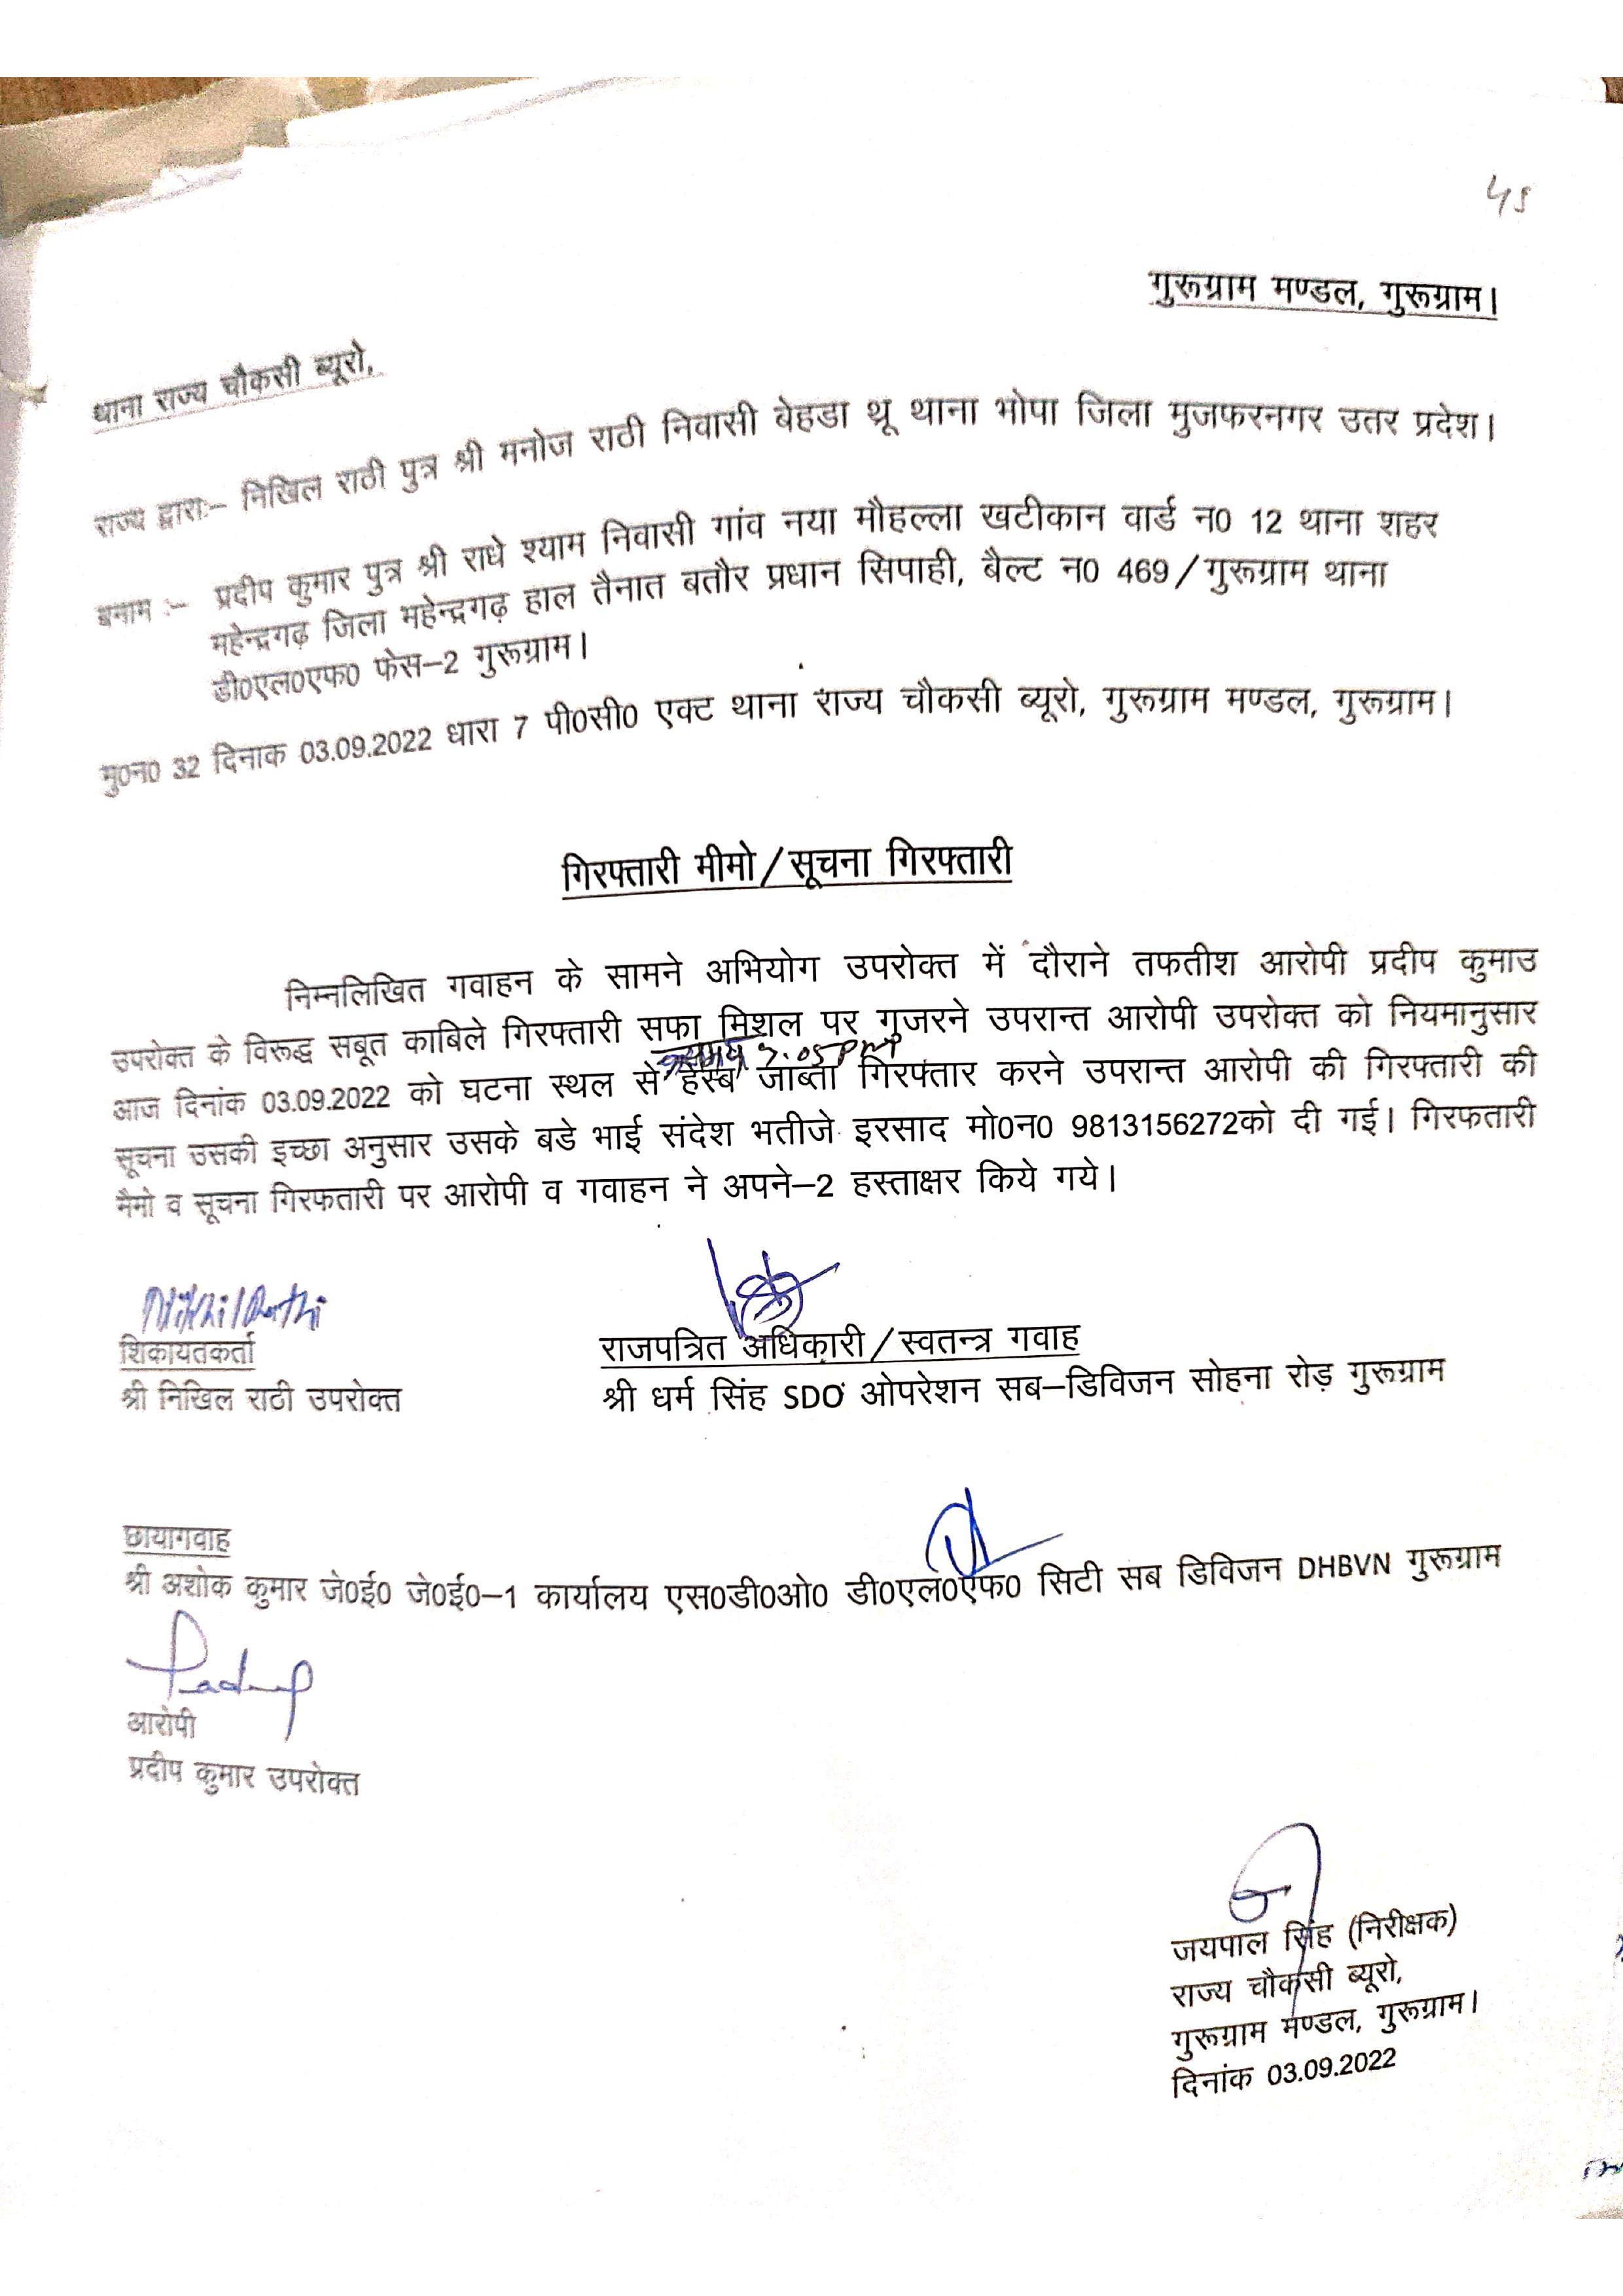 45
गुरूग्राम मण्डल, गुरूग्राम।
थाना राज्य चौकसी ब्यूरो,
राज्य द्वाराः– निखिल राठी पुत्र श्री मनोज राठी निवासी बेहडा थ्रू थाना भोपा जिला मुजफरनगर उतर प्रदेश।
बनाम :– प्रदीप कुमार पुत्र श्री राधे श्याम निवासी गांव नया मौहल्ला खटीकान वार्ड न0 12 थाना शहर
महेन्द्रगढ़ जिला महेन्द्रगढ़ हाल तैनात बतौर प्रधान सिपाही, बैल्ट न0 469/गुरूग्राम थाना
डी0एल0एफ0 फेस–2 गुरूग्राम।
मु0न0 32 दिनाक 03.09.2022 धारा 7 पी0सी0 एक्ट थाना राज्य चौकसी ब्यूरो, गुरूग्राम मण्डल, गुरूग्राम।
गिरफ्तारी मीमो/सूचना गिरफ्तारी
निम्नलिखित गवाहन के सामने अभियोग उपरोक्त में दौराने तफतीश आरोपी प्रदीप कुमाउ
उपरोक्त के विरूद्ध सबूत काबिले गिरफ्तारी सफा मिशल पर गुजरने उपरान्त आरोपी उपरोक्त को नियमानुसार
समय 9:05 PM
आज दिनांक 03.09.2022 को घटना स्थल से हस्ब जाब्ता गिरफ्तार करने उपरान्त आरोपी की गिरफ्तारी की
सूचना उसकी इच्छा अनुसार उसके बडे भाई संदेश भतीजे इरसाद मो0न0 9813156272को दी गई। गिरफतारी
मैमो व सूचना गिरफतारी पर आरोपी व गवाहन ने अपने–2 हस्ताक्षर किये गये।
Nikhil Rathi
शिकायतकर्ता
श्री निखिल राठी उपरोक्त
राजपत्रित अधिकारी/स्वतन्त्र गवाह
श्री धर्म सिंह SDO ओपरेशन सब–डिविजन सोहना रोड़ गुरूग्राम
छायागवाह
श्री अशोक कुमार जे0ई0 जे0ई0–1 कार्यालय एस0डी0ओ0 डी0एल0एफ0 सिटी सब डिविजन DHBVN गुरूग्राम
Pradeep
आरोपी
प्रदीप कुमार उपरोक्त
जयपाल सिंह (निरीक्षक)
राज्य चौकसी ब्यूरो,
गुरूग्राम मण्डल, गुरूग्राम।
दिनांक 03.09.2022